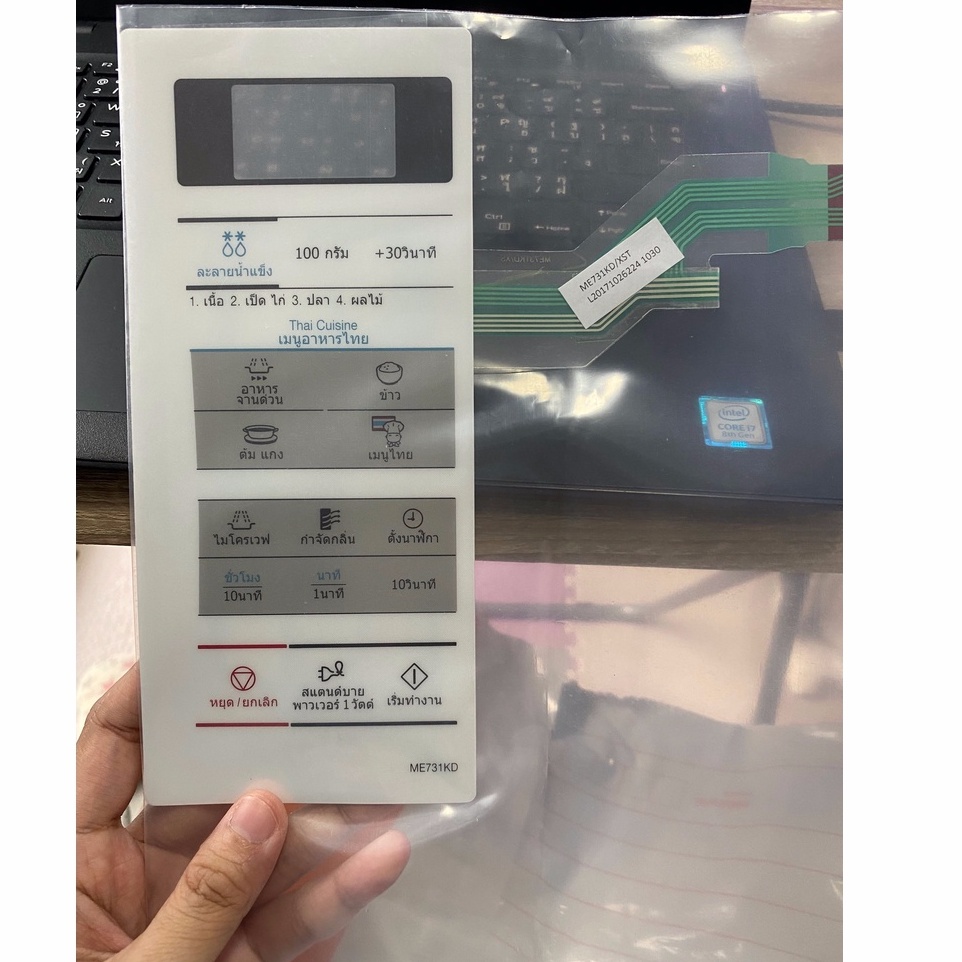 ละลายน้ำแข็ง
100 กรัม
+30วินาที
1. เนื้อ 2. เป็ด ไก่ 3. ปลา 4. ผลไม้
Thai Cuisine
เมนูอาหารไทย
อาหาร
จานด่วน
ข้าว
ต้ม แกง
เมนูไทย
ไมโครเวฟ
กำจัดกลิ่น
ตั้งนาฬิกา
ชั่วโมง
10นาที
นาที
1นาที
10วินาที
หยุด/ยกเลิก
สแตนด์บาย
พาวเวอร์ 1วัตต์
เริ่มทำงาน
ME731KD
ME731KD/XST
L20171026224 1030
intel
CORE i7
8th Gen
F2
W
S
X
Alt
Ctrl
Home